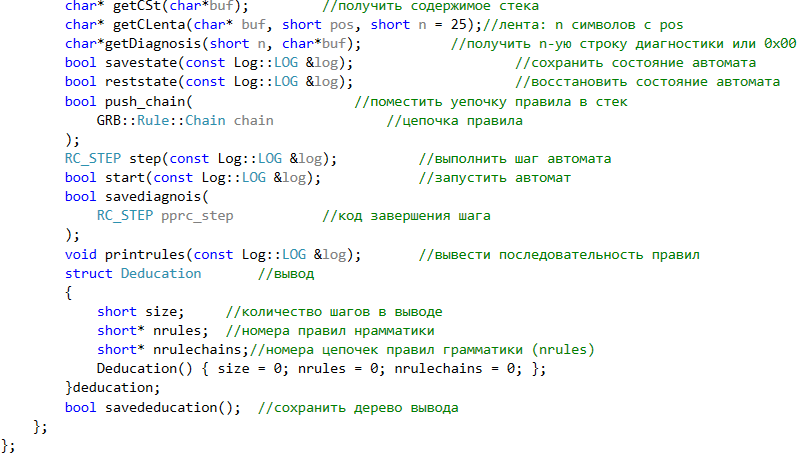 char* getCSt(char*buf); //получить содержимое стека
char* getCLenta(char* buf, short pos, short n = 25);//лента: n символов с pos
char*getDiagnosis(short n, char*buf); //получить n-ую строку диагностики или 0x00
bool savestate(const Log::LOG &log); //сохранить состояние автомата
bool reststate(const Log::LOG &log); //восстановить состояние автомата
bool push_chain( //поместить уепочку правила в стек
GRB::Rule::Chain chain //цепочка правила
);
RC_STEP step(const Log::LOG &log); //выполнить шаг автомата
bool start(const Log::LOG &log); //запустить автомат
bool savediagnosis(
RC_STEP pprc_step //код завершения шага
);
void printrules(const Log::LOG &log); //вывести последовательность правил
struct Deducation //вывод
{
short size; //количество шагов в выводе
short* nrules; //номера правил нрамматики
short* nrulechains;//номера цепочек правил грамматики (nrules)
Deducation() { size = 0; nrules = 0; nrulechains = 0; };
}deducation;
bool savededucation(); //сохранить дерево вывода
};
};